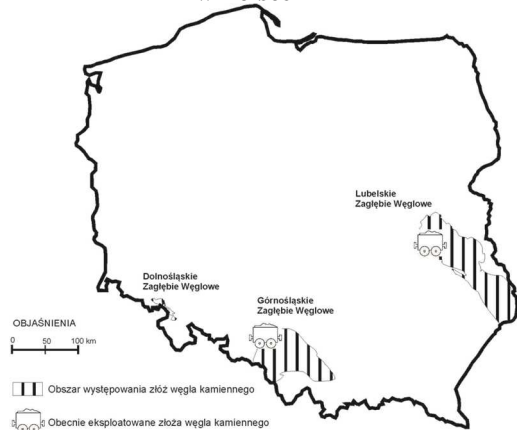 Lubelskie
Zagłębie Węglowe
Dolnośląskie
Zagłębie Węglowe
Górnośląskie
Zagłębie Węglowe
OBJAŚNIENIA
0 50 100 km
Obszar występowania złóż węgla kamiennego
Obecnie eksploatowane złoża węgla kamiennego